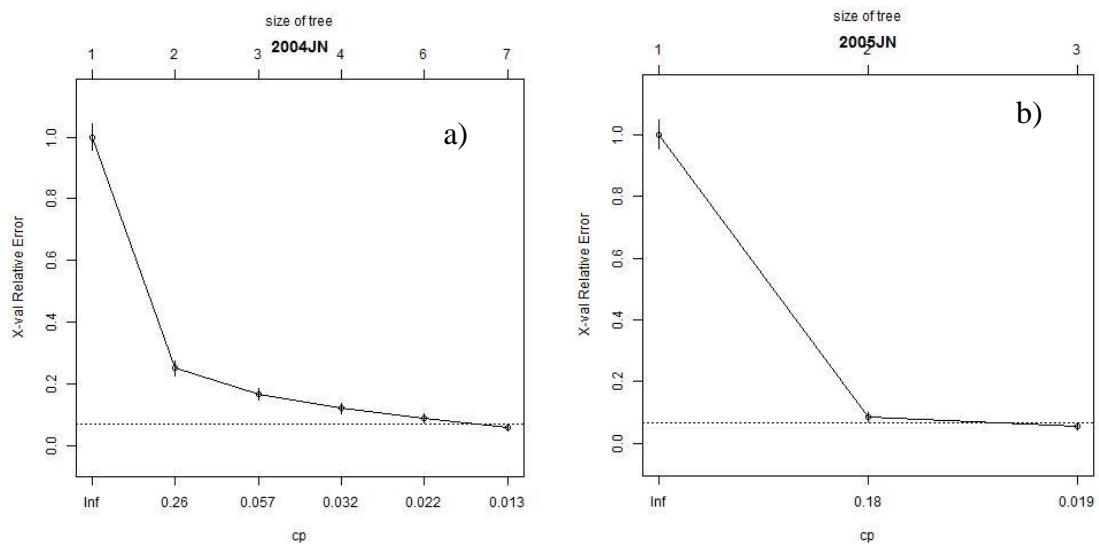 size of tree
2004JN
1 2 3 4 6 7
a)
X-val Relative Error
1.0
0.8
0.6
0.4
0.2
0.0
Inf 0.26 0.057 0.032 0.022 0.013
cp
size of tree
2005JN
1 2 3
b)
X-val Relative Error
1.0
0.8
0.6
0.4
0.2
0.0
Inf 0.18 0.019
cp